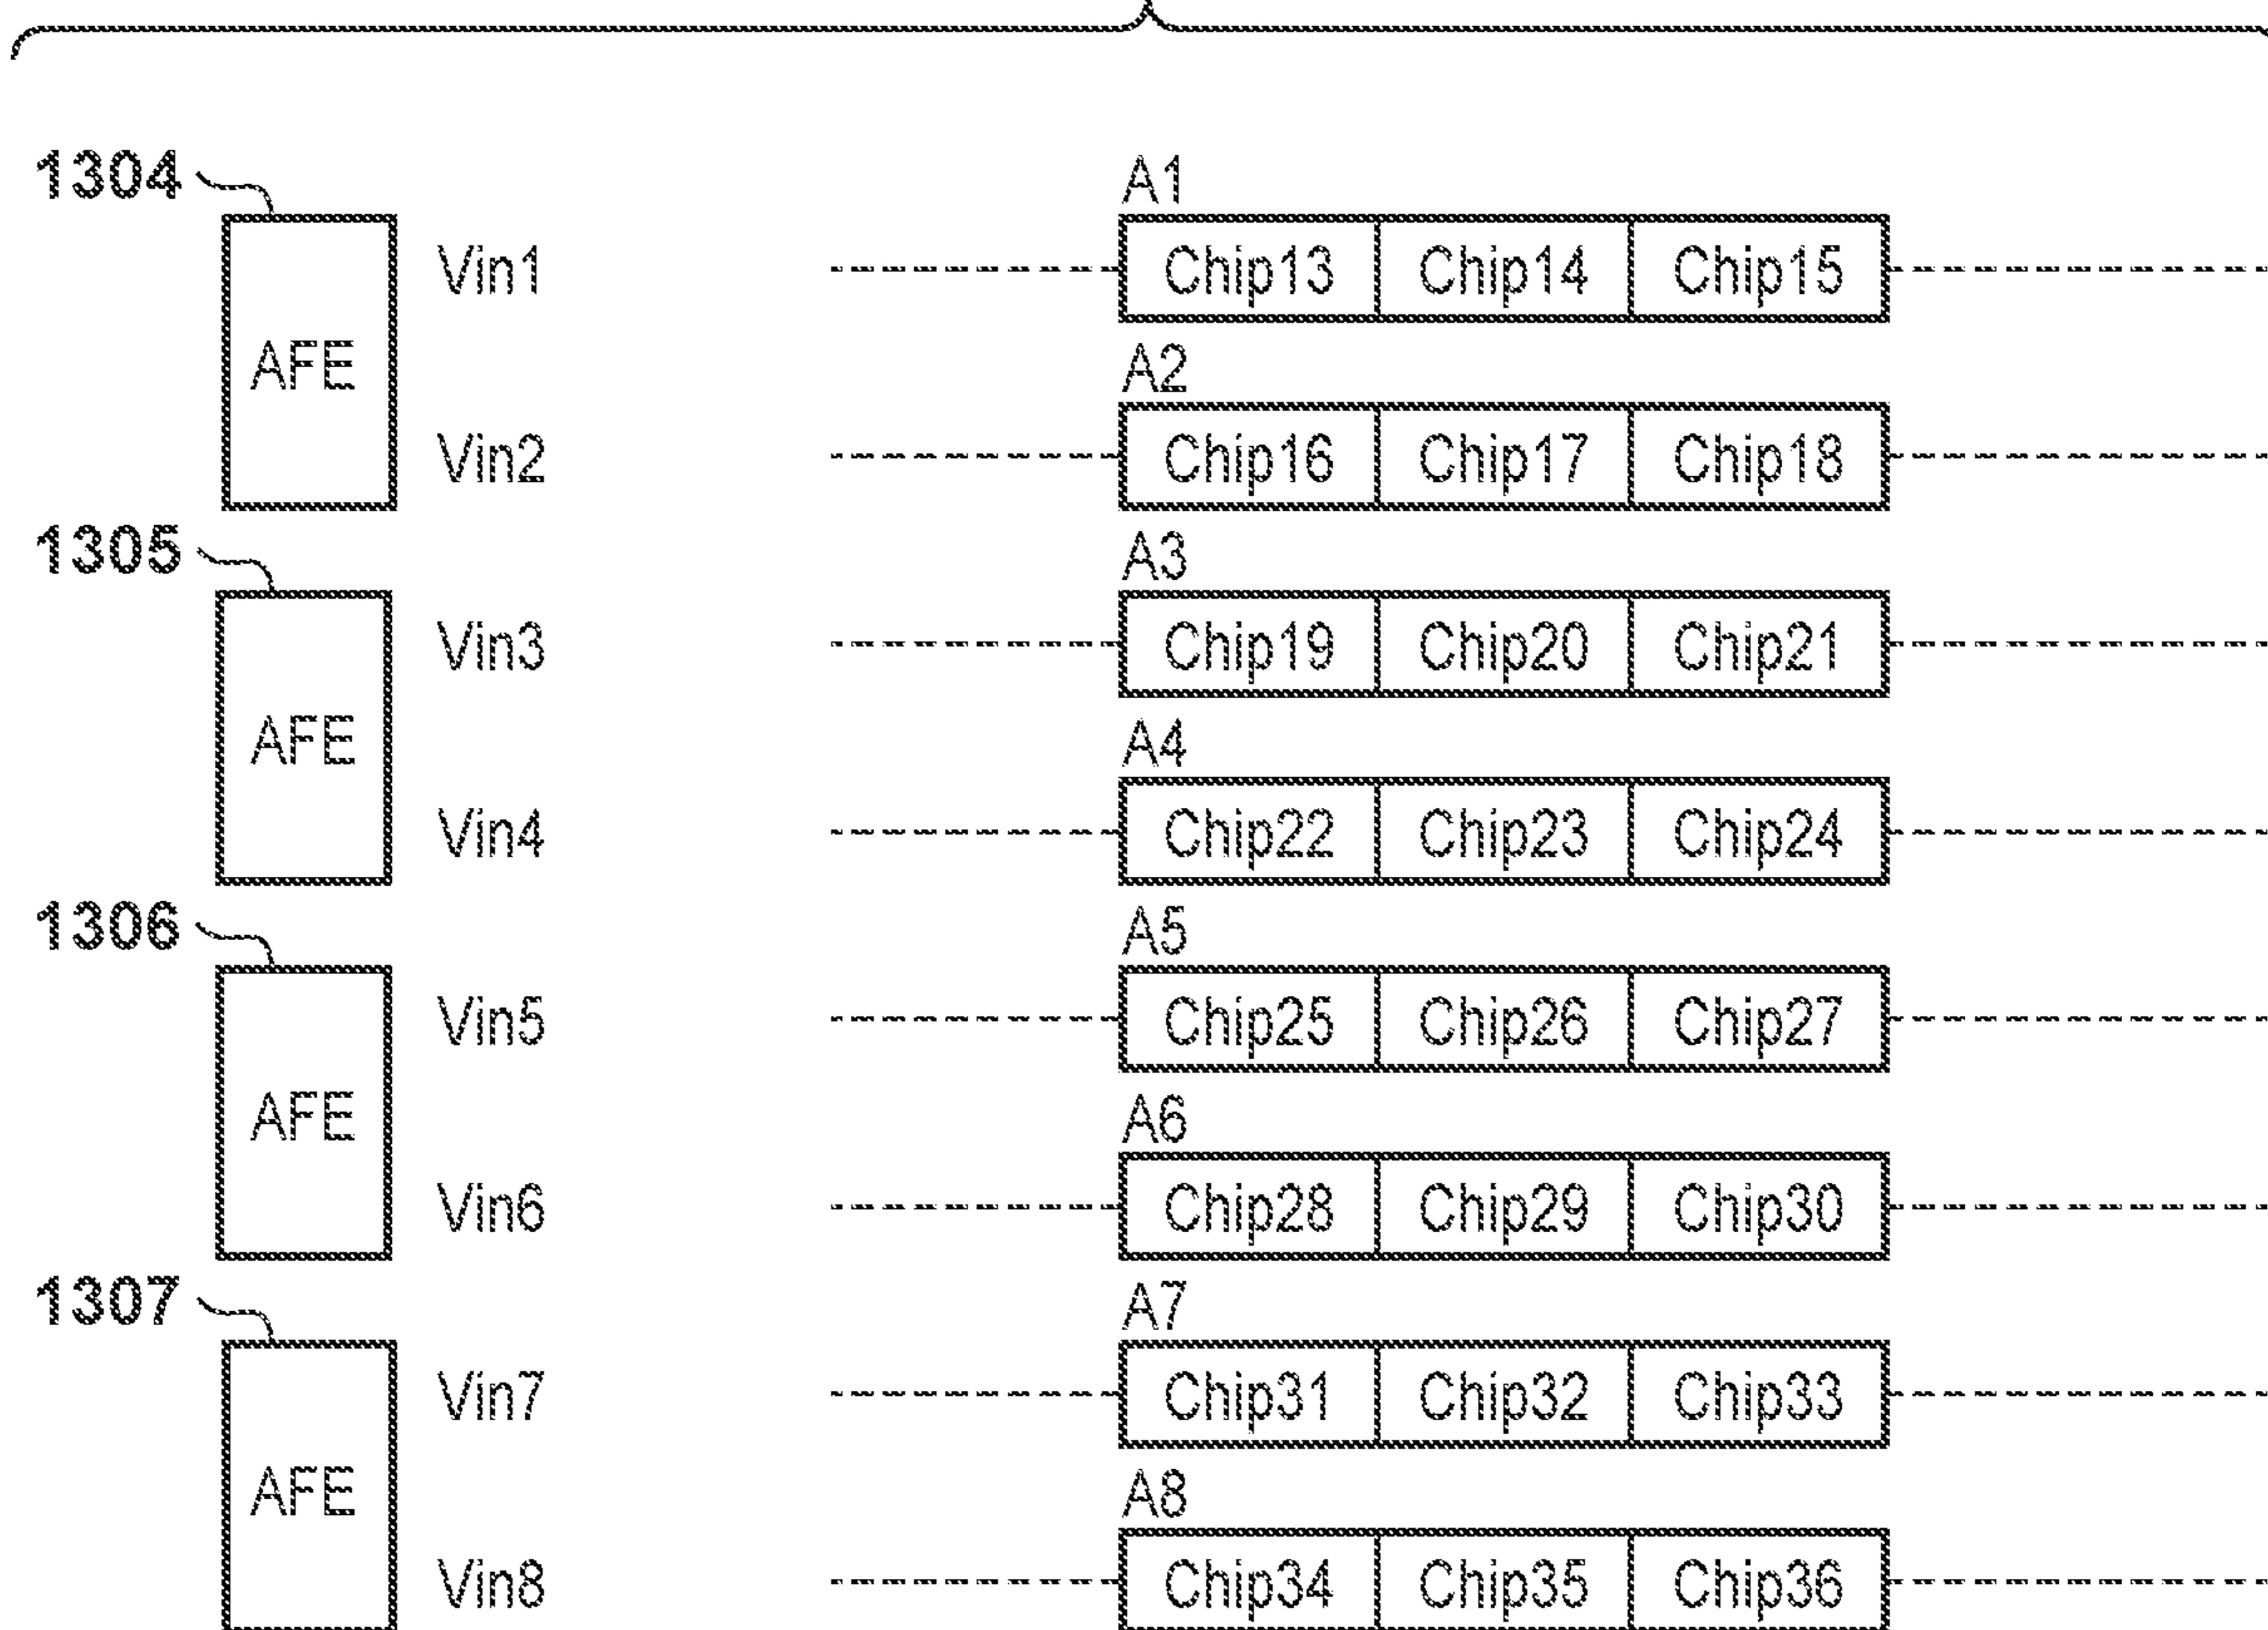 1304
A1
Vin1 Chip13 Chip14 Chip15
AFE
A2
Vin2 Chip16 Chip17 Chip18
1305
A3
Vin3 Chip19 Chip20 Chip21
AFE
A4
Vin4 Chip22 Chip23 Chip24
1306
A5
Vin5 Chip25 Chip26 Chip27
AFE
A6
Vin6 Chip28 Chip29 Chip30
1307
A7
Vin7 Chip31 Chip32 Chip33
AFE
A8
Vin8 Chip34 Chip35 Chip36